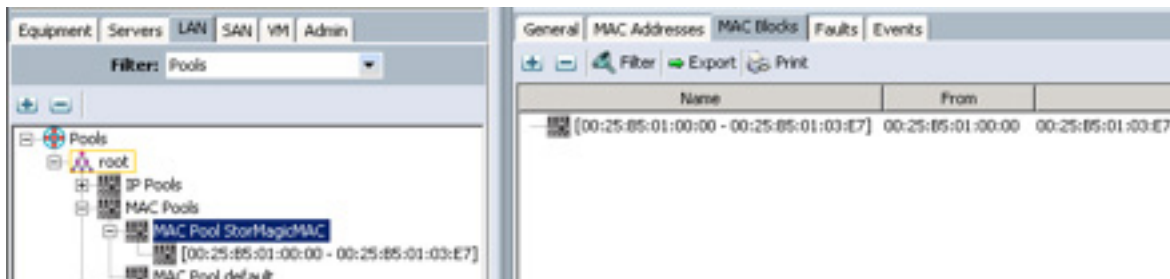 Equipment Servers LAN SAN VM Admin
Filter: Pools
Pools
root
IP Pools
MAC Pools
MAC Pool StorMagicMAC
[00:25:B5:01:00:00 - 00:25:B5:01:03:E7]
MAC Pool default
General MAC Addresses MAC Blocks Faults Events
Filter Export Print
Name From
[00:25:B5:01:00:00 - 00:25:B5:01:03:E7] 00:25:B5:01:00:00 00:25:B5:01:03:E7